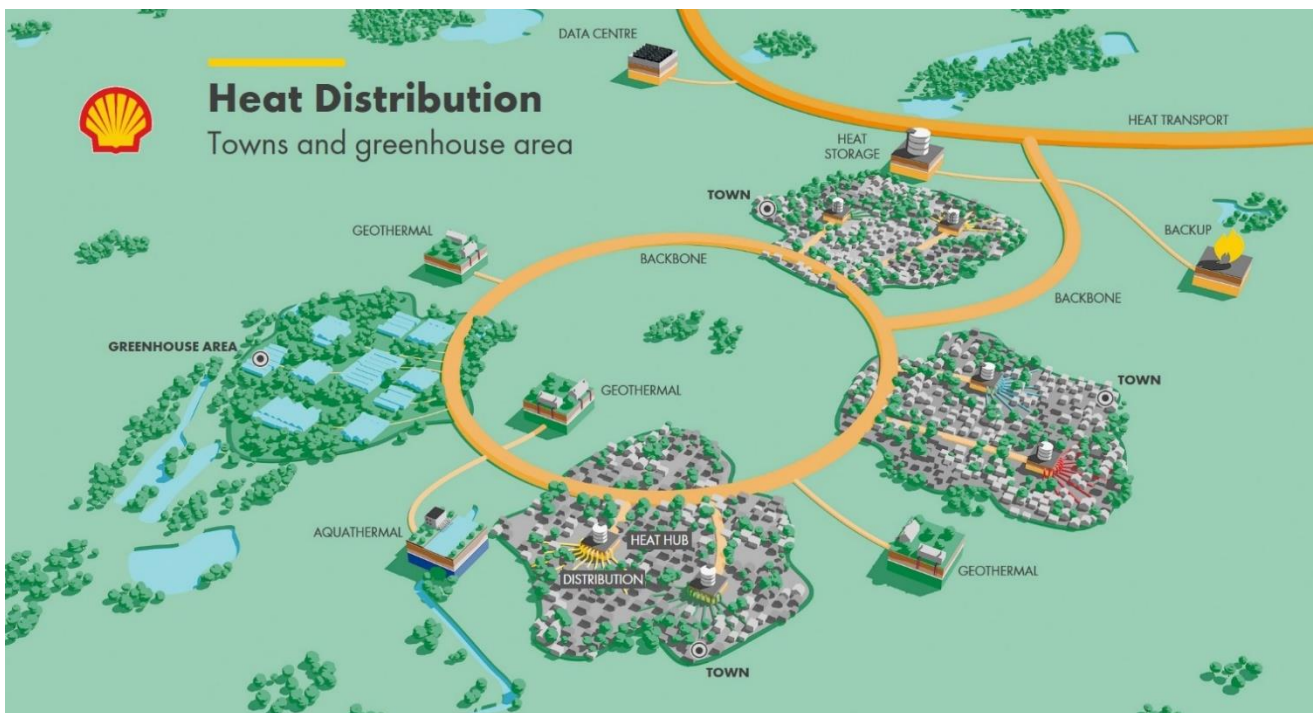 Heat Distribution
Towns and greenhouse area
DATA CENTRE
HEAT TRANSPORT
HEAT
STORAGE
TOWN
BACKUP
GEOTHERMAL
BACKBONE
BACKBONE
GREENHOUSE AREA
TOWN
GEOTHERMAL
AQUATHERMAL
HEAT HUB
DISTRIBUTION
GEOTHERMAL
TOWN